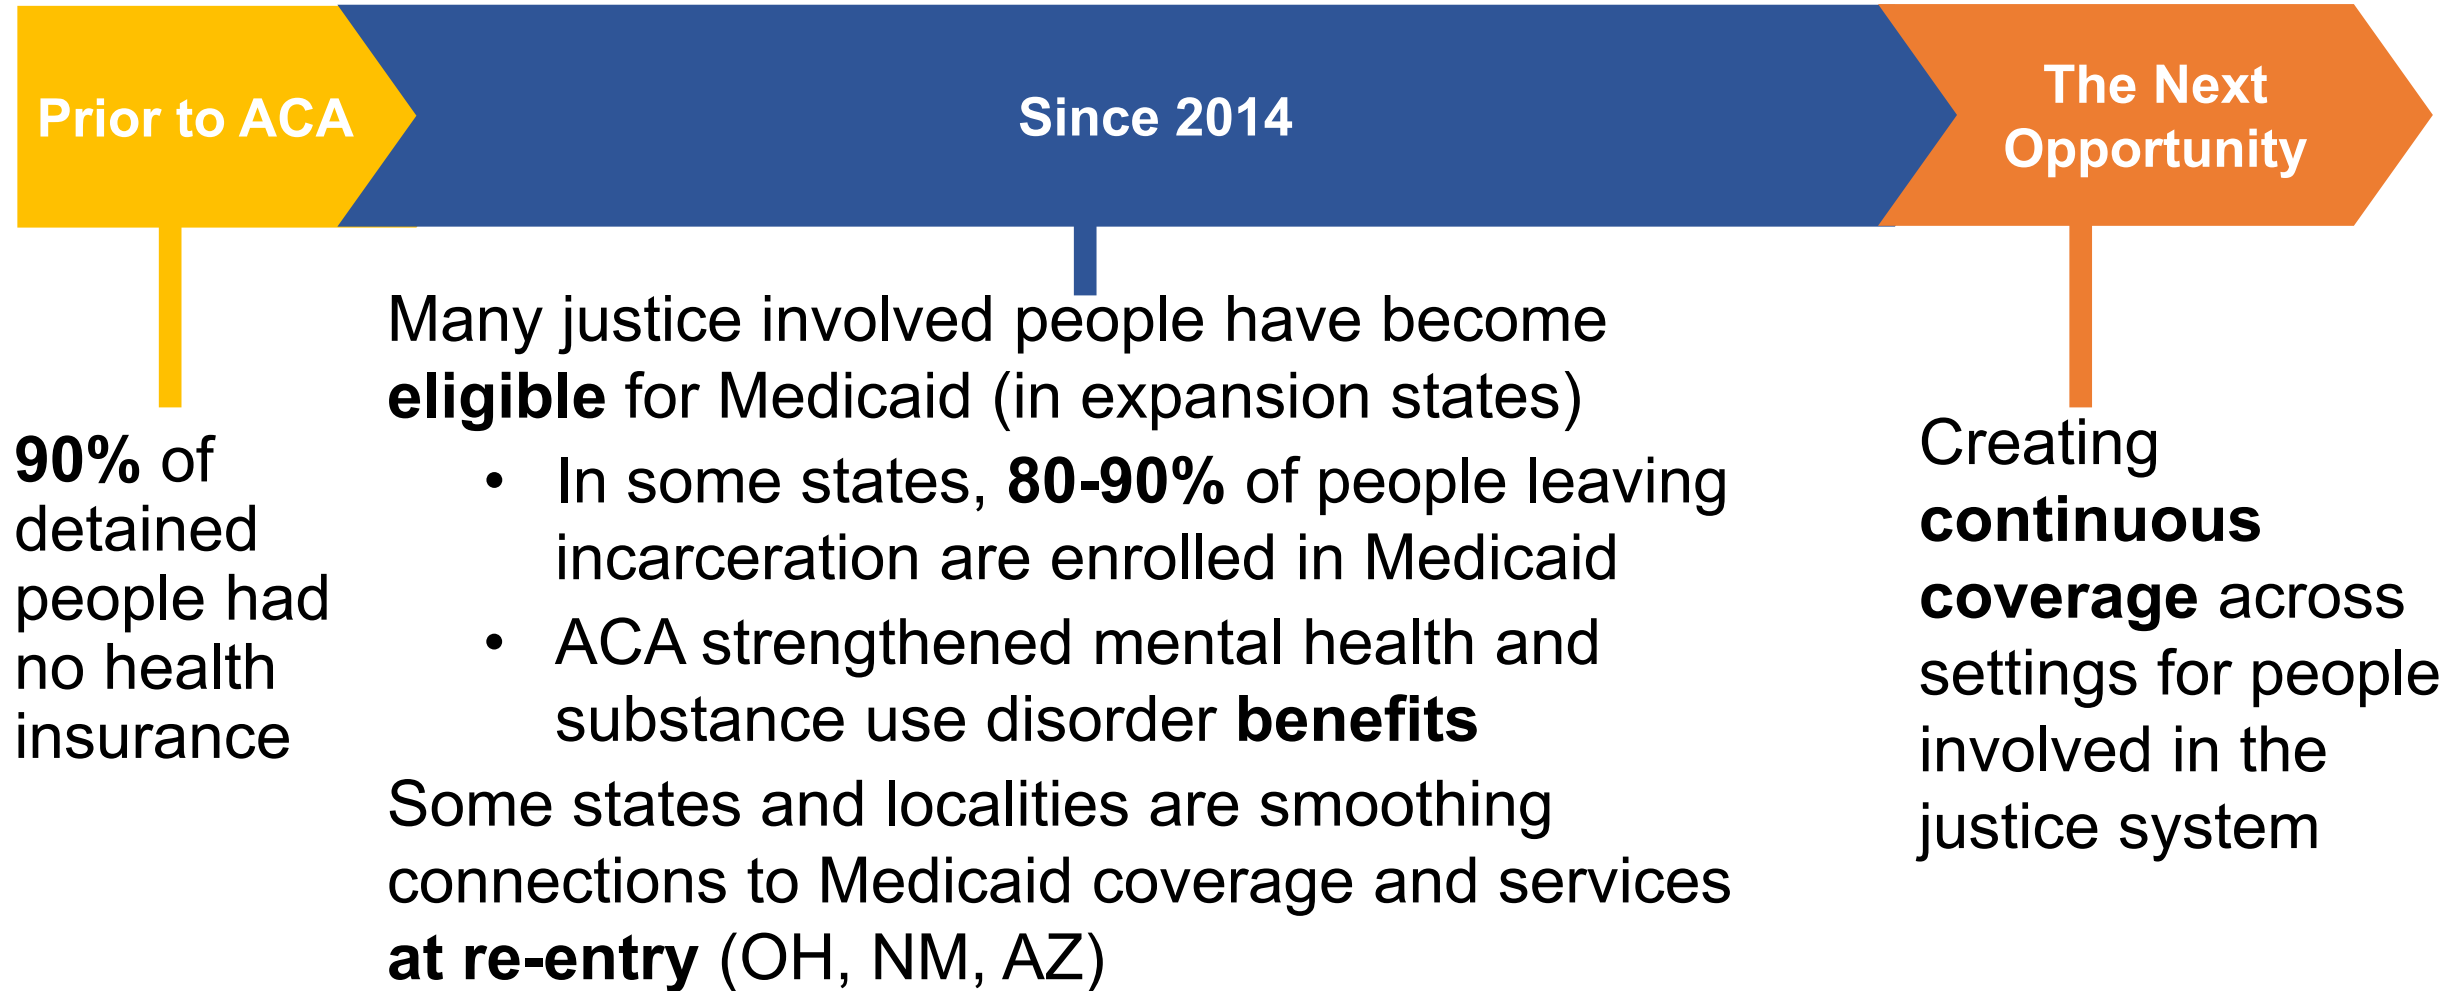 Prior to ACA
Since 2014
The Next
Opportunity
90% of
detained
people had
no health
insurance
Many justice involved people have become
eligible for Medicaid (in expansion states)
• In some states, 80-90% of people leaving
incarceration are enrolled in Medicaid
• ACA strengthened mental health and
substance use disorder benefits
Some states and localities are smoothing
connections to Medicaid coverage and services
at re-entry (OH, NM, AZ)
Creating
continuous
coverage across
settings for people
involved in the
justice system